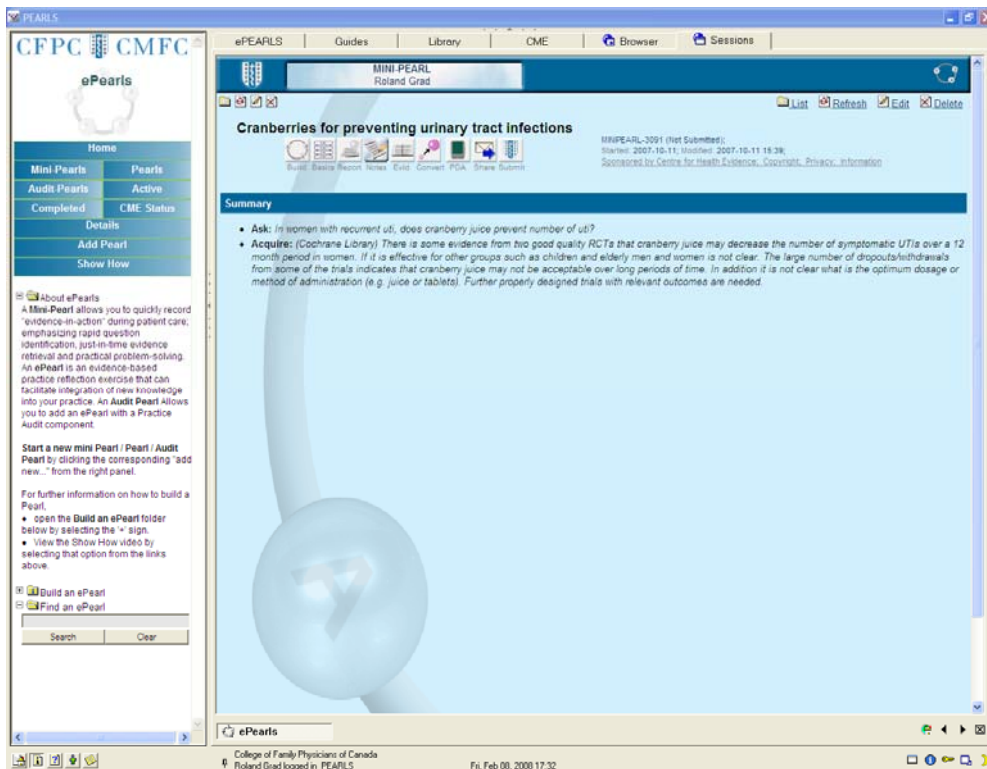 PEARLS
CFPC CMFC
ePearls
Home
Mini-Pearls Pearls
Audit Pearls Active
Completed CME Status
Details
Add Pearl
Show How
About ePearls
A Mini-Pearl allows you to quickly record
"evidence-in-action" during patient care;
emphasizing rapid question
identification, just-in-time evidence
retrieval and practical problem-solving.
An ePearl is an evidence-based
practice reflection exercise that can
facilitate integration of new knowledge
into your practice. An Audit Pearl Allows
you to add an ePearl with a Practice
Audit component.
Start a new mini Pearl / Pearl / Audit
Pearl by clicking the corresponding "add
new..." from the right panel.
For further information on how to build a
Pearl,
• open the Build an ePearl folder
below by selecting the '+' sign.
• View the Show How video by
selecting that option from the links
above.
Build an ePearl
Find an ePearl
Search Clear
ePEARLS Guides Library CME Browser Sessions
MINI-PEARL
Roland Grad
List Refresh Edit Delete
Cranberries for preventing urinary tract infections
Build Basics Report Notes Evid Convert PDA Share Submit
MINIPEARL-3091 (Not Submitted);
Started: 2007-10-11; Modified: 2007-10-11 15:39;
Sponsored by Centre for Health Evidence; Copyright, Privacy, Information
Summary
• Ask: In women with recurrent uti, does cranberry juice prevent number of uti?
• Acquire: (Cochrane Library) There is some evidence from two good quality RCTs that cranberry juice may decrease the number of symptomatic UTIs over a 12
month period in women. If it is effective for other groups such as children and elderly men and women is not clear. The large number of dropouts/withdrawals
from some of the trials indicates that cranberry juice may not be acceptable over long periods of time. In addition it is not clear what is the optimum dosage or
method of administration (e.g. juice or tablets). Further properly designed trials with relevant outcomes are needed.
ePearls
College of Family Physicians of Canada
Roland Grad logged in PEARLS Fri, Feb 08, 2008 17:32